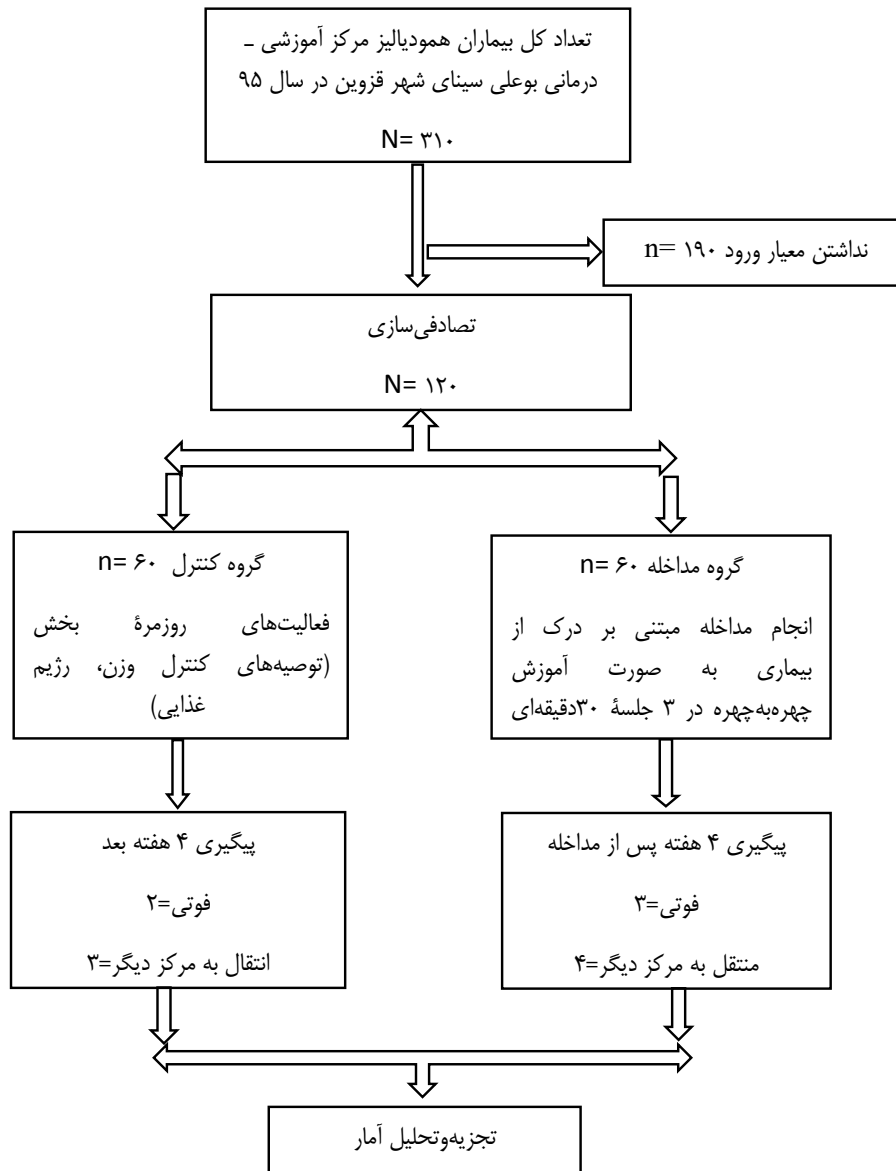 تعداد کل بیماران همودیالیز مرکز آموزشی –
درمانی بوعلی سینای شهر قزوین در سال ۹۵
N= ۳۱۰
نداشتن معیار ورود n= ۱۹۰
تصادفی‌سازی
N= ۱۲۰
گروه مداخله n= ۶۰
انجام مداخله مبتنی بر درک از
بیماری به صورت آموزش
چهره‌به‌چهره در ۳ جلسۀ ۳۰دقیقه‌ای
گروه کنترل n= ۶۰
فعالیت‌های روزمرۀ بخش
(توصیه‌های کنترل وزن، رژیم
غذایی)
پیگیری ۴ هفته پس از مداخله
فوتی=۳
منتقل به مرکز دیگر=۴
پیگیری ۴ هفته بعد
فوتی=۲
انتقال به مرکز دیگر=۳
تجزیه‌وتحلیل آمار